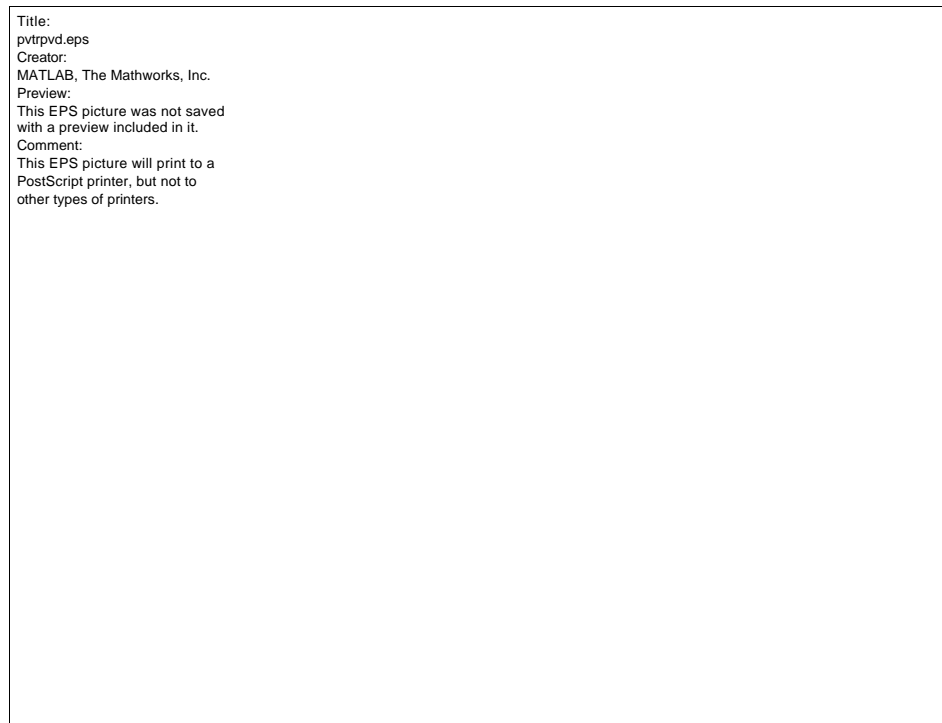 Title:
pvtrpvd.eps
Creator:
MATLAB, The Mathworks, Inc.
Preview:
This EPS picture was not saved
with a preview included in it.
Comment:
This EPS picture will print to a
PostScript printer, but not to
other types of printers.